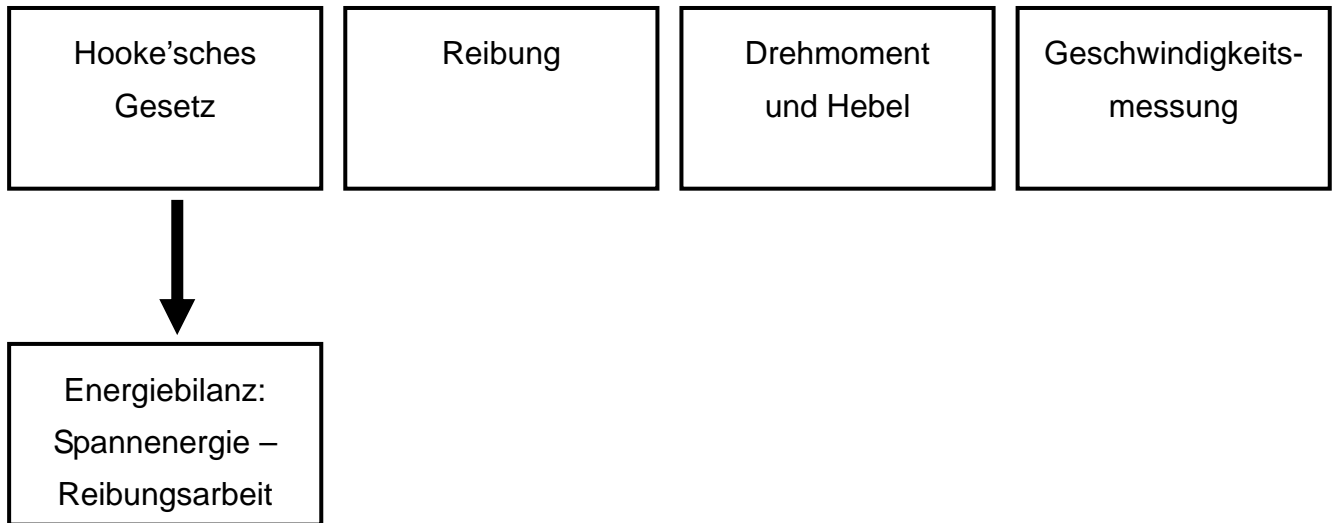 Hooke’sches
Gesetz
Reibung
Drehmoment
und Hebel
Geschwindigkeits-
messung
Energiebilanz:
Spannenergie –
Reibungsarbeit